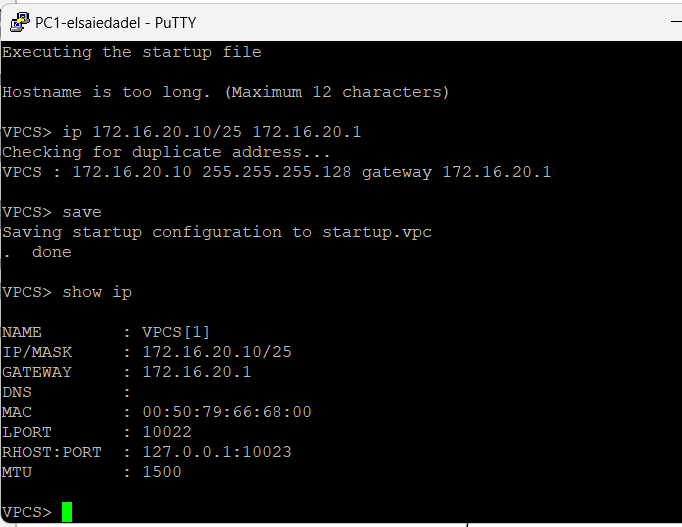 PC1-elsaiedadel - PuTTY
Executing the startup file
Hostname is too long. (Maximum 12 characters)
VPCS> ip 172.16.20.10/25 172.16.20.1
Checking for duplicate address...
VPCS : 172.16.20.10 255.255.255.128 gateway 172.16.20.1
VPCS> save
Saving startup configuration to startup.vpc
.  done
VPCS> show ip
NAME        : VPCS[1]
IP/MASK     : 172.16.20.10/25
GATEWAY     : 172.16.20.1
DNS         :
MAC         : 00:50:79:66:68:00
LPORT       : 10022
RHOST:PORT  : 127.0.0.1:10023
MTU         : 1500
VPCS>